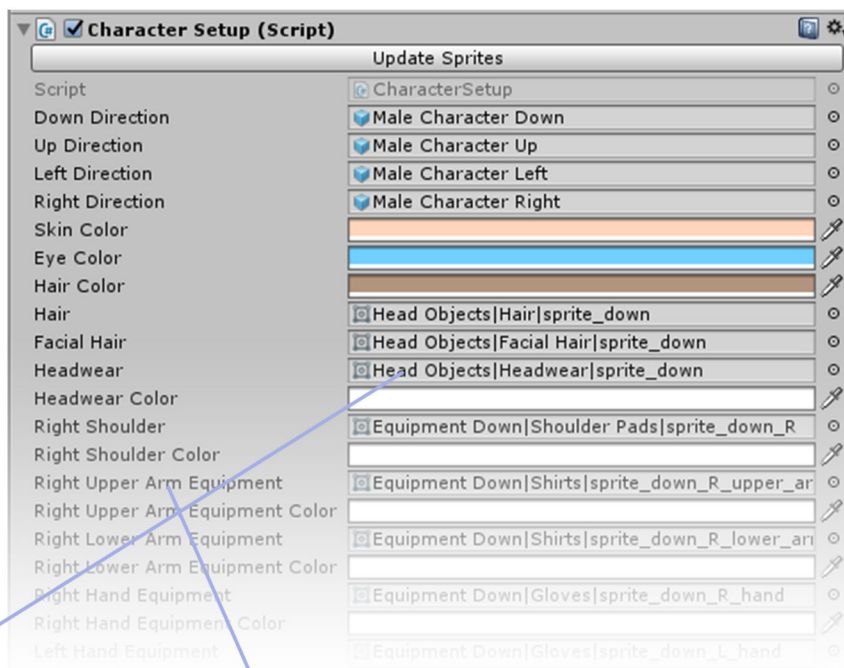 Character Setup (Script)
Update Sprites
Script CharacterSetup
Down Direction Male Character Down
Up Direction Male Character Up
Left Direction Male Character Left
Right Direction Male Character Right
Skin Color
Eye Color
Hair Color
Hair Head Objects|Hair|sprite_down
Facial Hair Head Objects|Facial Hair|sprite_down
Headwear Head Objects|Headwear|sprite_down
Headwear Color
Right Shoulder Equipment Down|Shoulder Pads|sprite_down_R
Right Shoulder Color
Right Upper Arm Equipment Equipment Down|Shirts|sprite_down_R_upper_ar
Right Upper Arm Equipment Color
Right Lower Arm Equipment Equipment Down|Shirts|sprite_down_R_lower_ar
Right Lower Arm Equipment Color
Right Hand Equipment Equipment Down|Gloves|sprite_down_R_hand
Right Hand Equipment Color
Left Hand Equipment Equipment Down|Gloves|sprite_down_L_hand